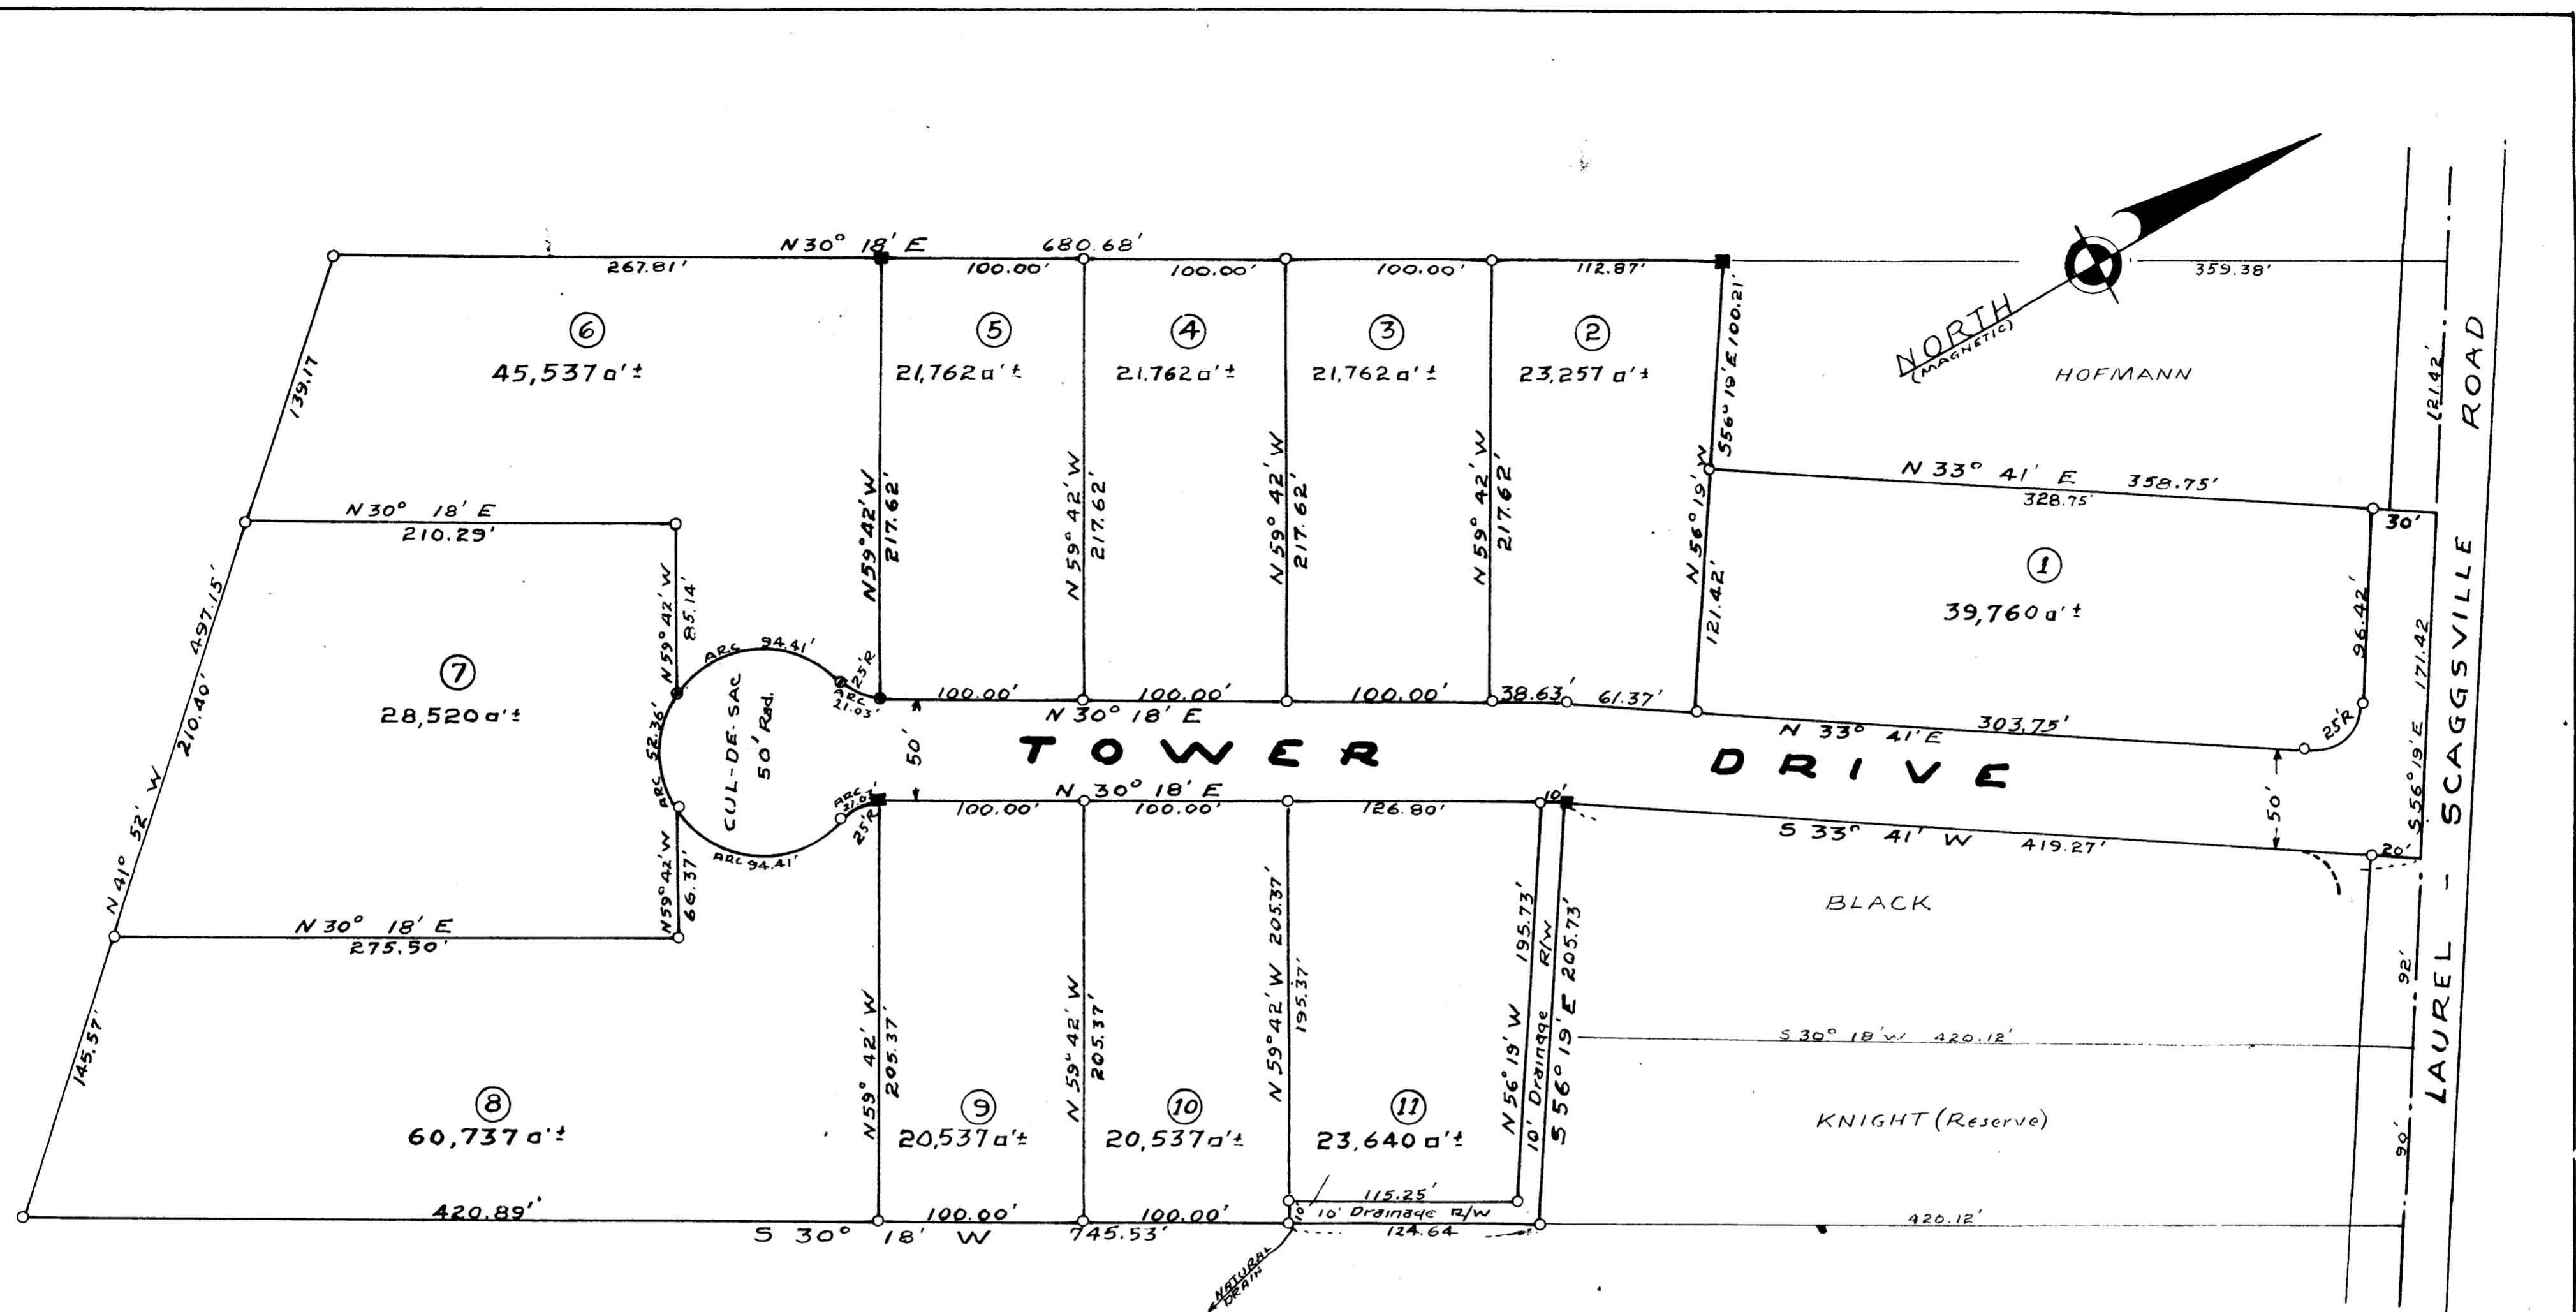 N 30° 18' E 680.68'
267.81'
100.00'
100.00'
100.00'
112.87'
359.38'
6
45,537 □'±
5
21,762 □'±
4
21,762 □'±
3
21,762 □'±
2
23,257 □'±
S56° 19' E 100.21'
NORTH
(MAGNETIC)
HOFMANN
121.42'
139.17
N 30° 18' E
210.29'
N59° 42' W
85.14'
N59° 42' W
217.62'
N 59° 42' W
217.62'
N 59° 42' W
217.62'
N 59° 42' W
217.62'
N 56° 19' W
121.42'
N 33° 41' E 358.75'
328.75'
30'
1
39,760 □'±
96.42'
S 56° 19' E 171.42
25'R
7
28,520 □'±
N 41° 52' W 497.15'
210.40'
ARC 52.36'
ARC 94.41'
CUL-DE-SAC
50' Rad.
25'R
ARC
21.03'
100.00'
100.00'
100.00'
38.63'
61.37'
N 30° 18' E
N 33° 41' E
303.75'
50'
TOWER DRIVE
50'
N 30° 18' E
100.00'
100.00'
126.80'
10'
ARC
21.03'
25'R
ARC 94.41'
S 33° 41' W 419.27'
20'
N59° 42' W
66.37'
N 30° 18' E
275.50'
145.57'
8
60,737 □'±
N59° 42' W
205.37'
9
20,537 □'±
N 59° 42' W
205.37'
10
20,537 □'±
N 59° 42' W 205.37'
195.37'
11
23,640 □'±
N 56° 19' W 195.73'
10' Drainage R/W
S 56° 19' E 205.73'
BLACK
92'
S 30° 18' W 420.12'
KNIGHT (Reserve)
90'
420.12'
LAUREL - SCAGGSVILLE ROAD
115.25'
10'
10' Drainage R/W
124.64
420.89'
100.00'
100.00'
S 30° 18' W 745.53'
NATURAL
DRAIN